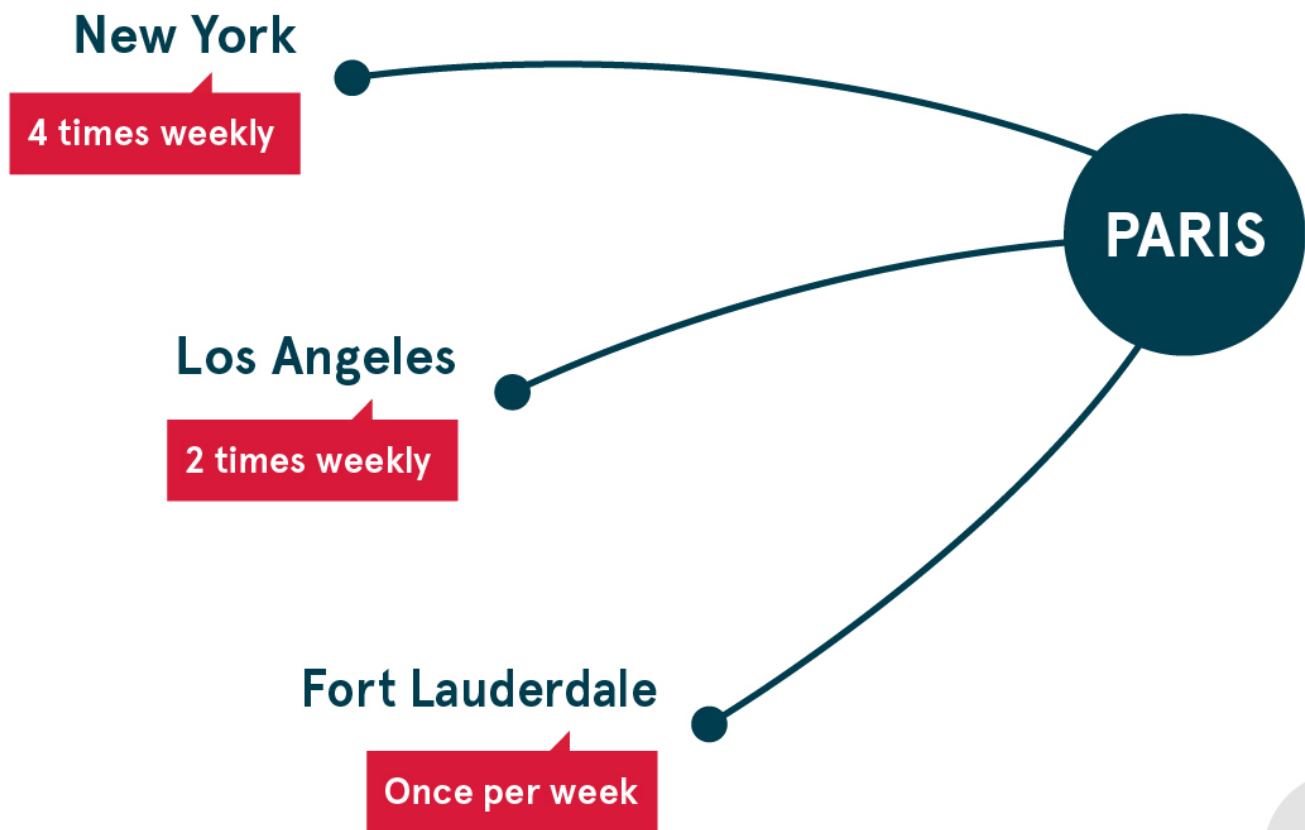 New York
4 times weekly
PARIS
Los Angeles
2 times weekly
Fort Lauderdale
Once per week